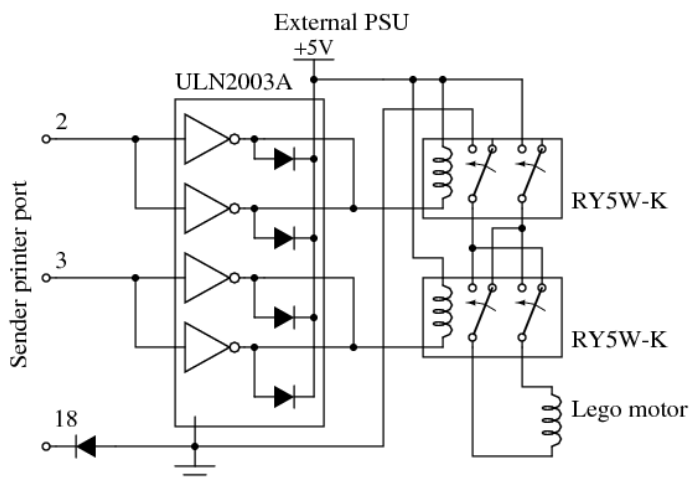 External PSU
+5V
ULN2003A
2
RY5W-K
Sender printer port
3
RY5W-K
18
Lego motor